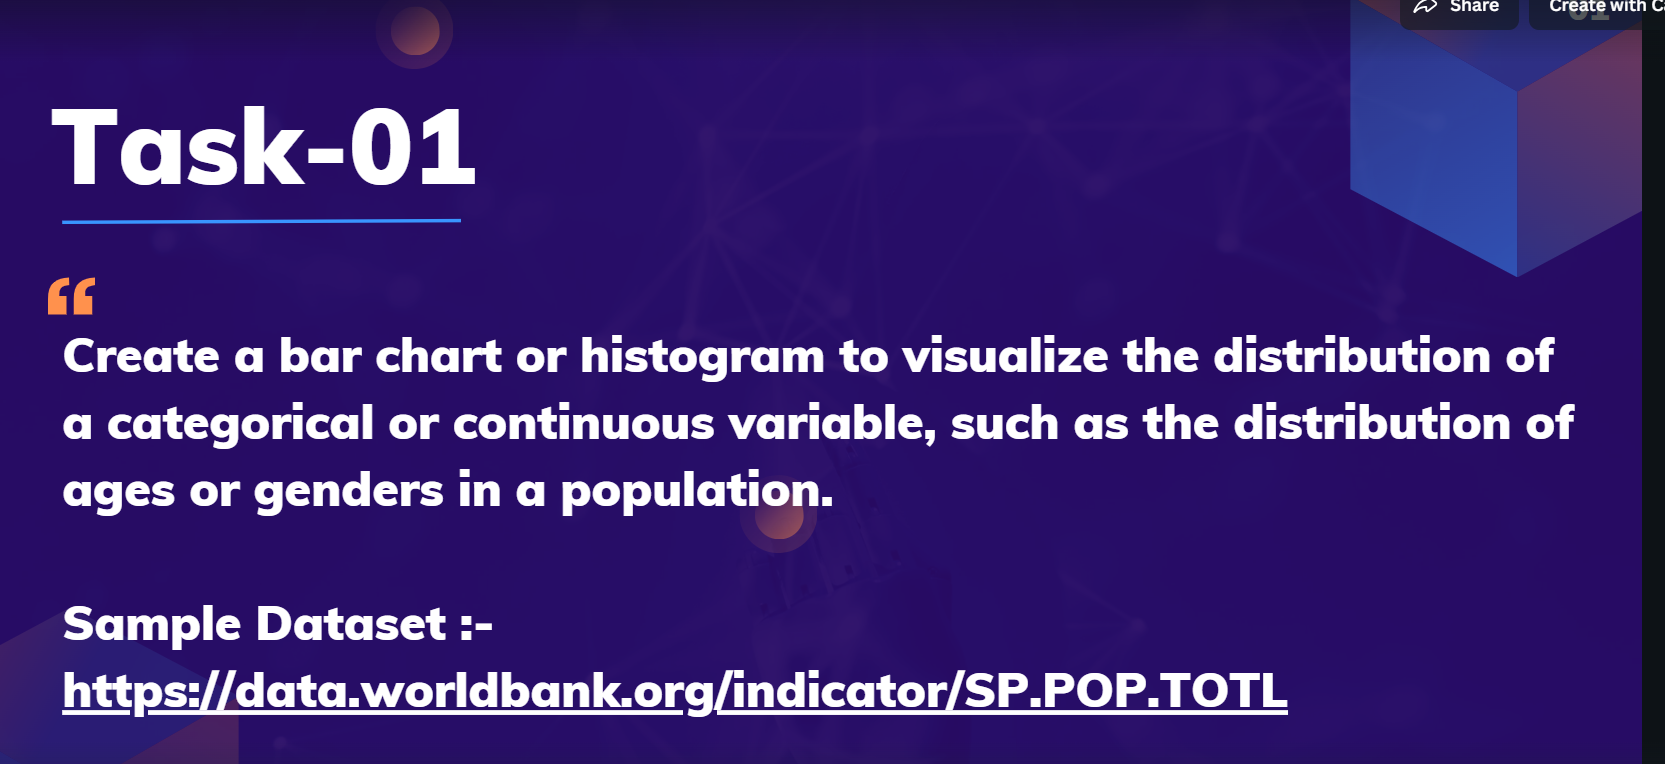 Share
Create with
01
Task-01
“
Create a bar chart or histogram to visualize the distribution of
a categorical or continuous variable, such as the distribution of
ages or genders in a population.
Sample Dataset :-
https://data.worldbank.org/indicator/SP.POP.TOTL